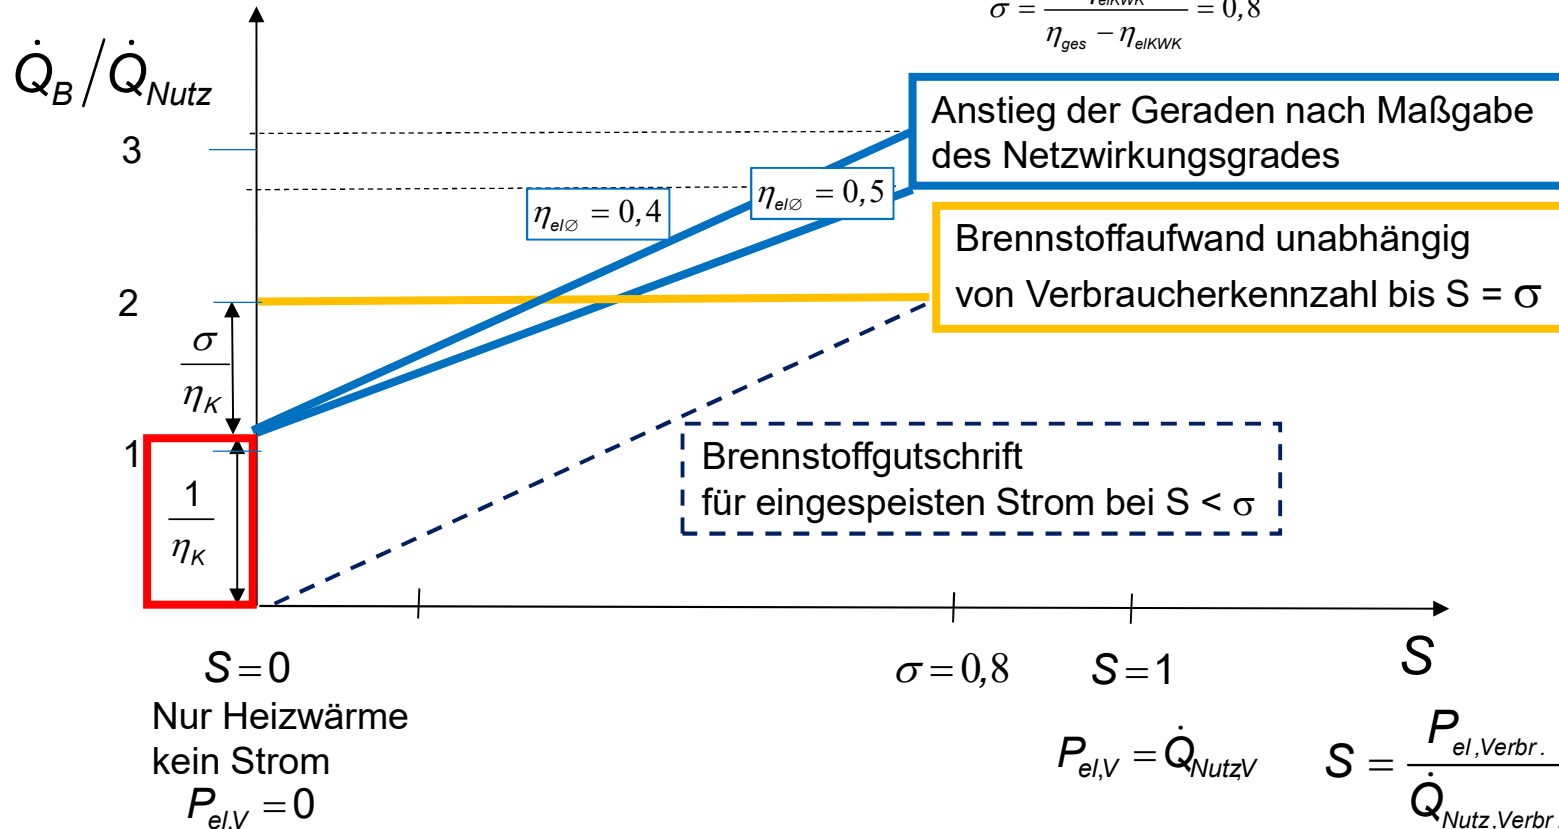 σ = η_elKWK / (η_ges − η_elKWK) = 0,8
Q̇_B / Q̇_Nutz
Anstieg der Geraden nach Maßgabe
des Netzwirkungsgrades
3
η_el∅ = 0,4
η_el∅ = 0,5
Brennstoffaufwand unabhängig
von Verbraucherkennzahl bis S = σ
2
σ / η_K
Brennstoffgutschrift
für eingespeisten Strom bei S < σ
1
1 / η_K
S = 0
σ = 0,8
S = 1
S
Nur Heizwärme
kein Strom
P_el,V = 0
P_el,V = Q̇_Nutz,V
S = P_el,Verbr. / Q̇_Nutz,Verbr.